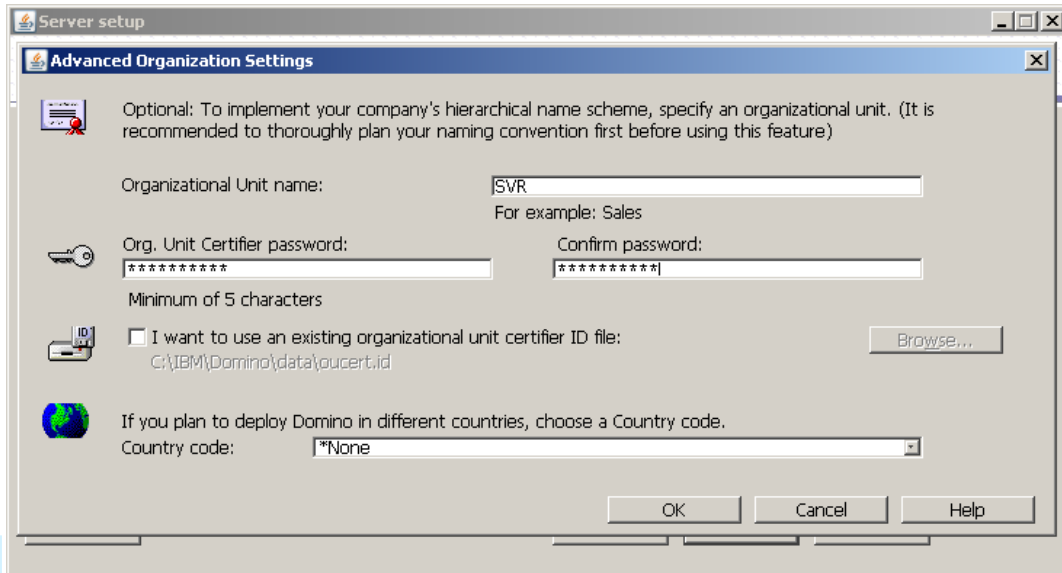 Server setup
Advanced Organization Settings
Optional: To implement your company's hierarchical name scheme, specify an organizational unit. (It is
recommended to thoroughly plan your naming convention first before using this feature)
Organizational Unit name:
SVR
For example: Sales
Org. Unit Certifier password:
Confirm password:
**********
**********
Minimum of 5 characters
I want to use an existing organizational unit certifier ID file:
Browse...
C:\IBM\Domino\data\oucert.id
If you plan to deploy Domino in different countries, choose a Country code.
Country code:
*None
OK
Cancel
Help